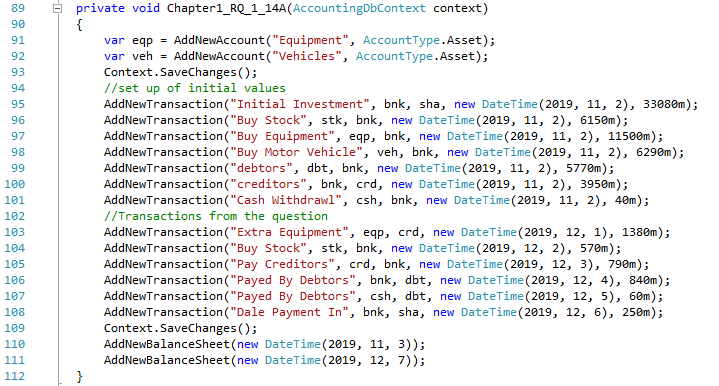 89 private void Chapter1_RQ_1_14A(AccountingDbContext context)
90 {
91 var eqp = AddNewAccount("Equipment", AccountType.Asset);
92 var veh = AddNewAccount("Vehicles", AccountType.Asset);
93 Context.SaveChanges();
94 //set up of initial values
95 AddNewTransaction("Initial Investment", bnk, sha, new DateTime(2019, 11, 2), 33080m);
96 AddNewTransaction("Buy Stock", stk, bnk, new DateTime(2019, 11, 2), 6150m);
97 AddNewTransaction("Buy Equipment", eqp, bnk, new DateTime(2019, 11, 2), 11500m);
98 AddNewTransaction("Buy Motor Vehicle", veh, bnk, new DateTime(2019, 11, 2), 6290m);
99 AddNewTransaction("debtors", dbt, bnk, new DateTime(2019, 11, 2), 5770m);
100 AddNewTransaction("creditors", bnk, crd, new DateTime(2019, 11, 2), 3950m);
101 AddNewTransaction("Cash Withdrawl", csh, bnk, new DateTime(2019, 11, 2), 40m);
102 //Transactions from the question
103 AddNewTransaction("Extra Equipment", eqp, crd, new DateTime(2019, 12, 1), 1380m);
104 AddNewTransaction("Buy Stock", stk, bnk, new DateTime(2019, 12, 2), 570m);
105 AddNewTransaction("Pay Creditors", crd, bnk, new DateTime(2019, 12, 3), 790m);
106 AddNewTransaction("Payed By Debtors", bnk, dbt, new DateTime(2019, 12, 4), 840m);
107 AddNewTransaction("Payed By Debtors", csh, dbt, new DateTime(2019, 12, 5), 60m);
108 AddNewTransaction("Dale Payment In", bnk, sha, new DateTime(2019, 12, 6), 250m);
109 Context.SaveChanges();
110 AddNewBalanceSheet(new DateTime(2019, 11, 3));
111 AddNewBalanceSheet(new DateTime(2019, 12, 7));
112 }